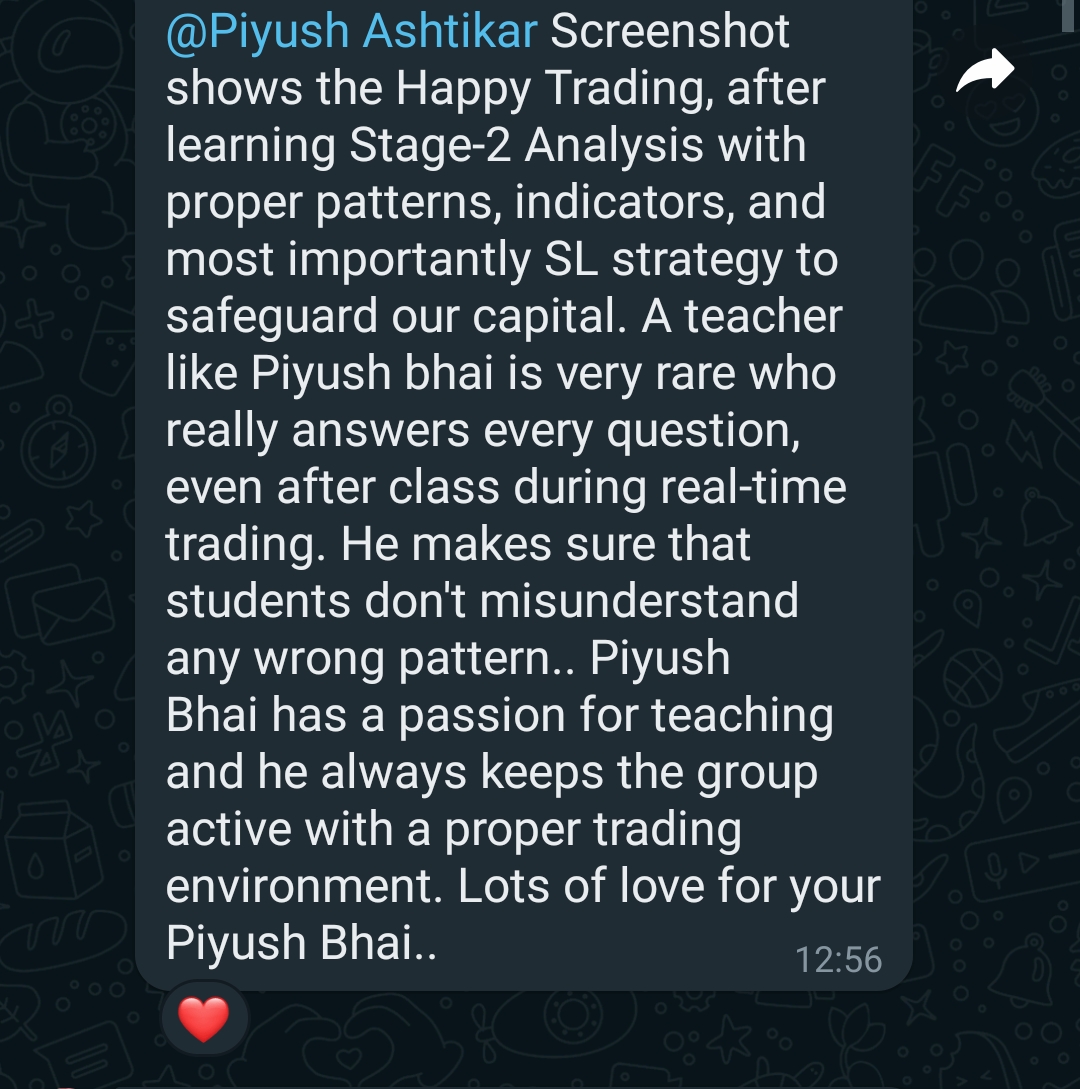 @Piyush Ashtikar Screenshot
shows the Happy Trading, after
learning Stage-2 Analysis with
proper patterns, indicators, and
most importantly SL strategy to
safeguard our capital. A teacher
like Piyush bhai is very rare who
really answers every question,
even after class during real-time
trading. He makes sure that
students don't misunderstand
any wrong pattern.. Piyush
Bhai has a passion for teaching
and he always keeps the group
active with a proper trading
environment. Lots of love for your
Piyush Bhai..
12:56